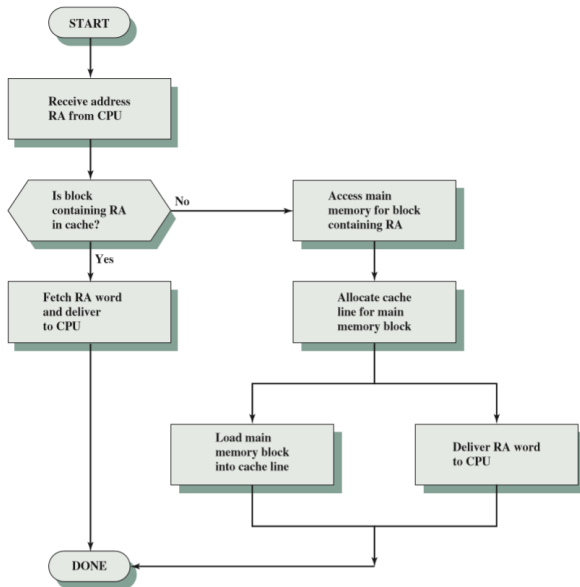 START
Receive address
RA from CPU
Is block
containing RA
in cache?
No
Yes
Access main
memory for block
containing RA
Fetch RA word
and deliver
to CPU
Allocate cache
line for main
memory block
Load main
memory block
into cache line
Deliver RA word
to CPU
DONE